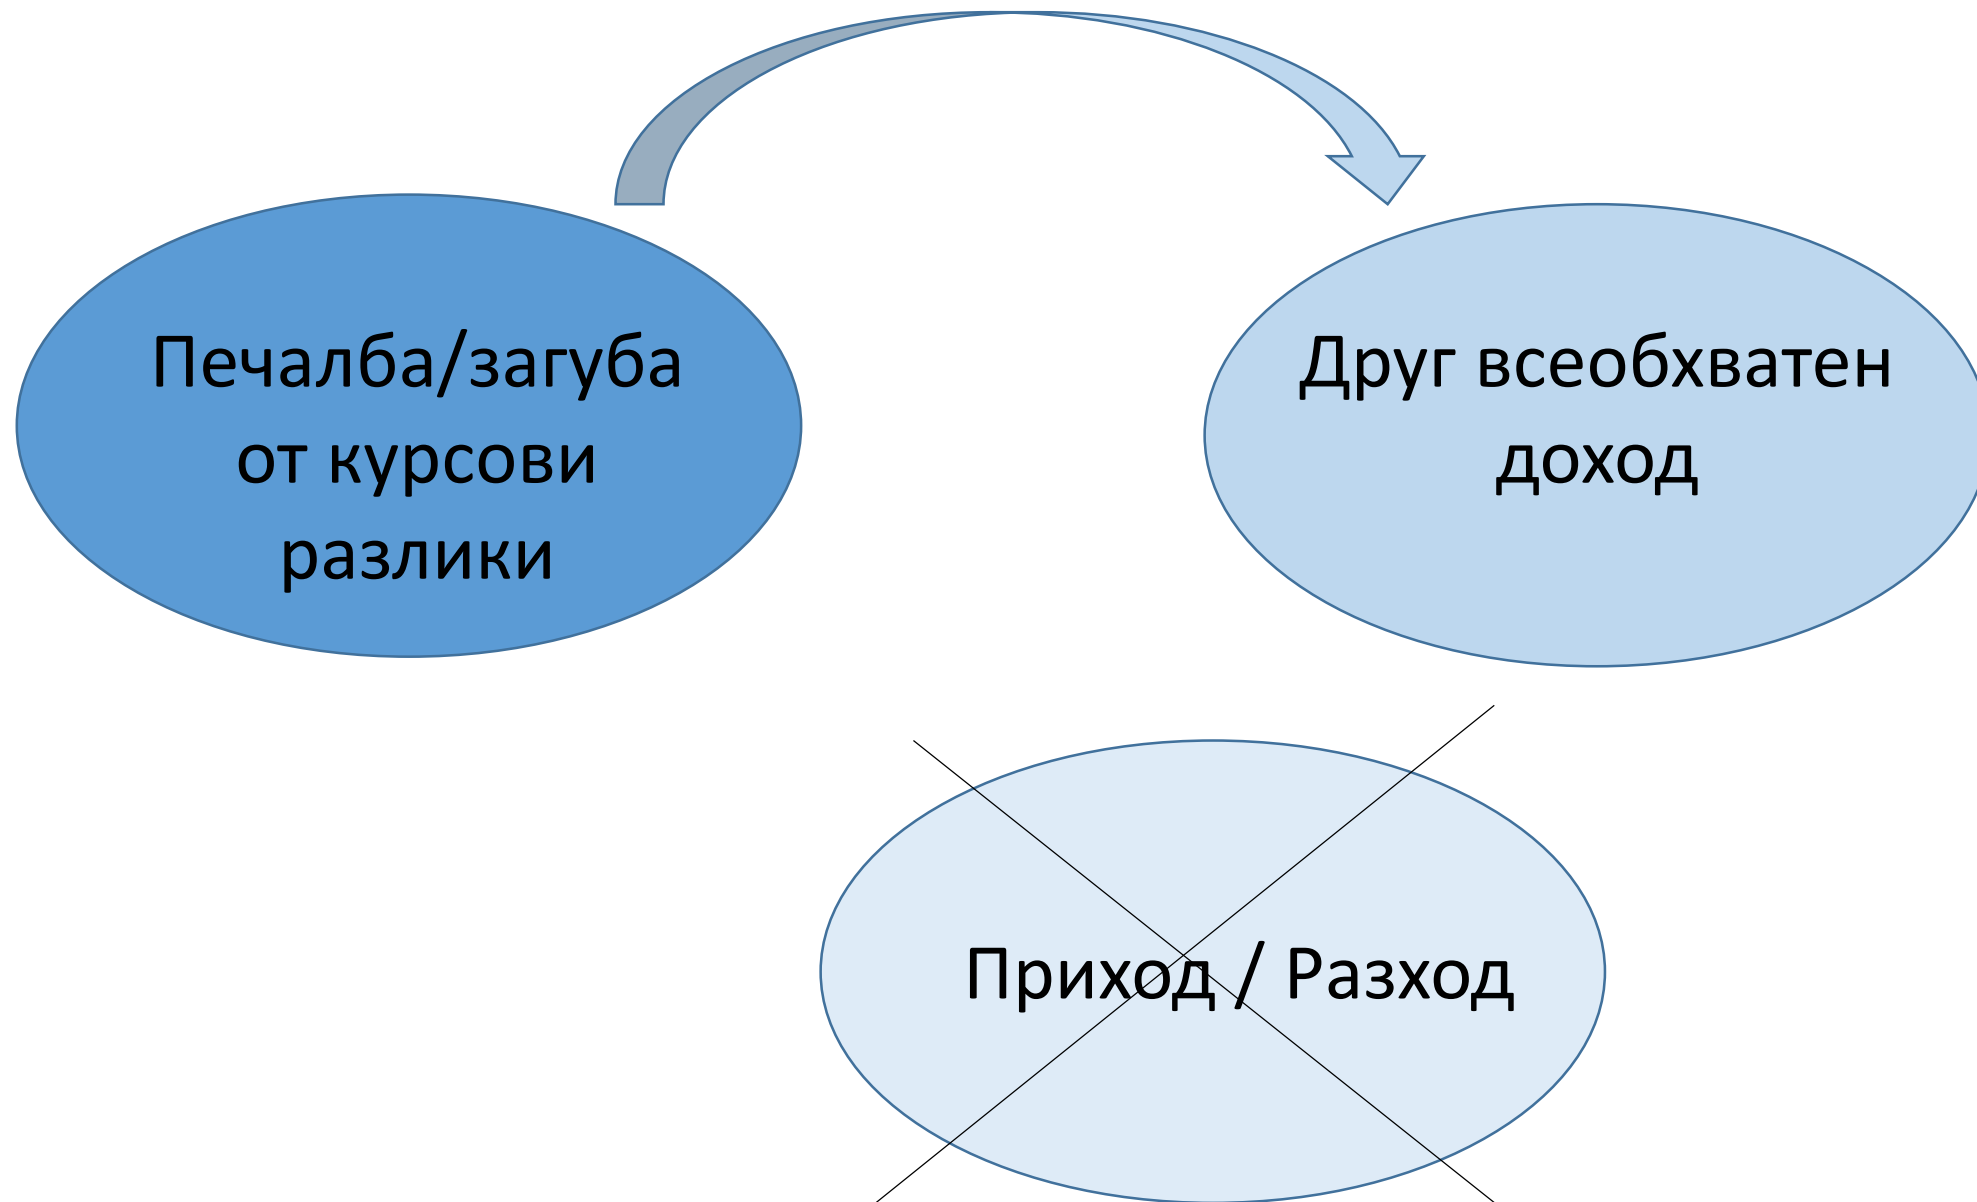 Печалба/загуба
от курсови
разлики
Друг всеобхватен
доход
Приход / Разход